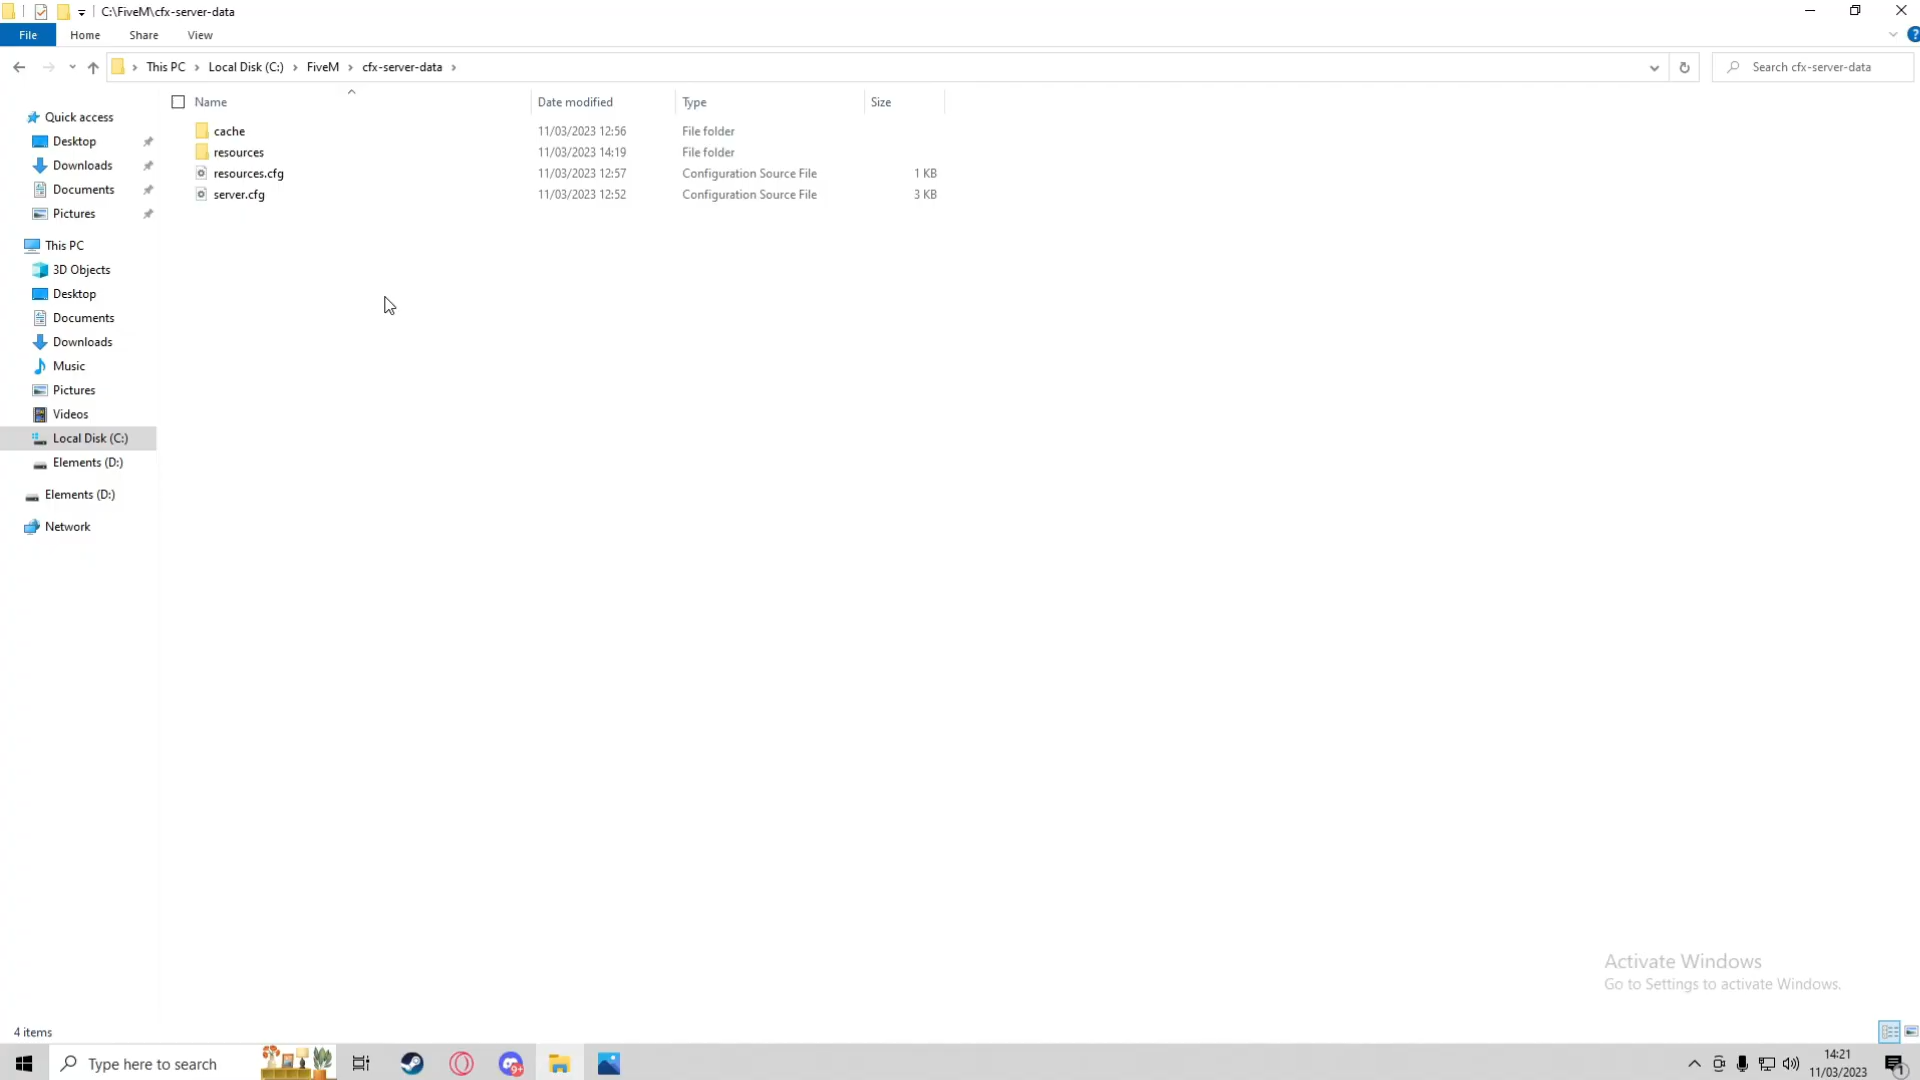 C:\FiveM\cfx-server-data
File Home Share View
This PC Local Disk (C:) FiveM cfx-server-data
Search cfx-server-data
Name Date modified Type Size
cache 11/03/2023 12:56 File folder
resources 11/03/2023 14:19 File folder
resources.cfg 11/03/2023 12:57 Configuration Source File 1 KB
server.cfg 11/03/2023 12:52 Configuration Source File 3 KB
Quick access
Desktop
Downloads
Documents
Pictures
This PC
3D Objects
Desktop
Documents
Downloads
Music
Pictures
Videos
Local Disk (C:)
Elements (D:)
Elements (D:)
Network
Activate Windows
Go to Settings to activate Windows.
4 items
Type here to search
9+
14:21
11/03/2023
1